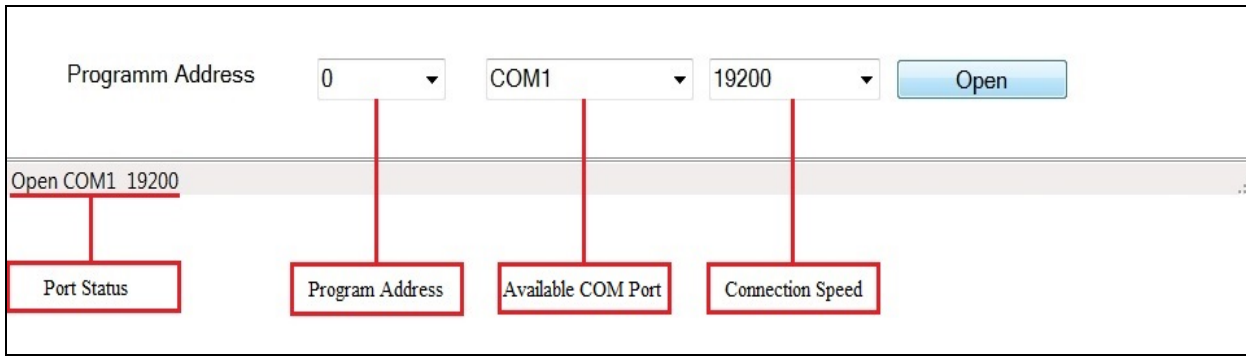 Programm Address 0 COM1 19200 Open
Open COM1 19200
Port Status Program Address Available COM Port Connection Speed